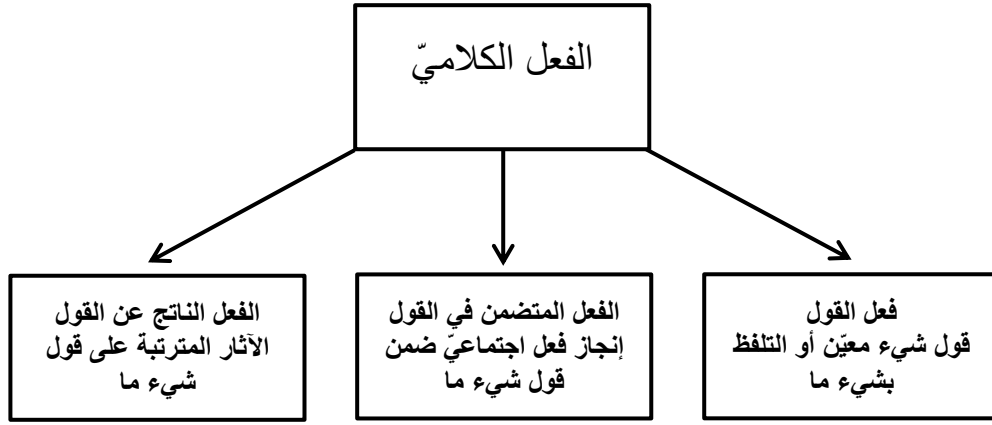 الفعل الكلاميّ
فعل القول
قول شيء معيّن أو التلفظ
بشيء ما
الفعل المتضمن في القول
إنجاز فعل اجتماعيّ ضمن
قول شيء ما
الفعل الناتج عن القول
الآثار المترتبة على قول
شيء ما